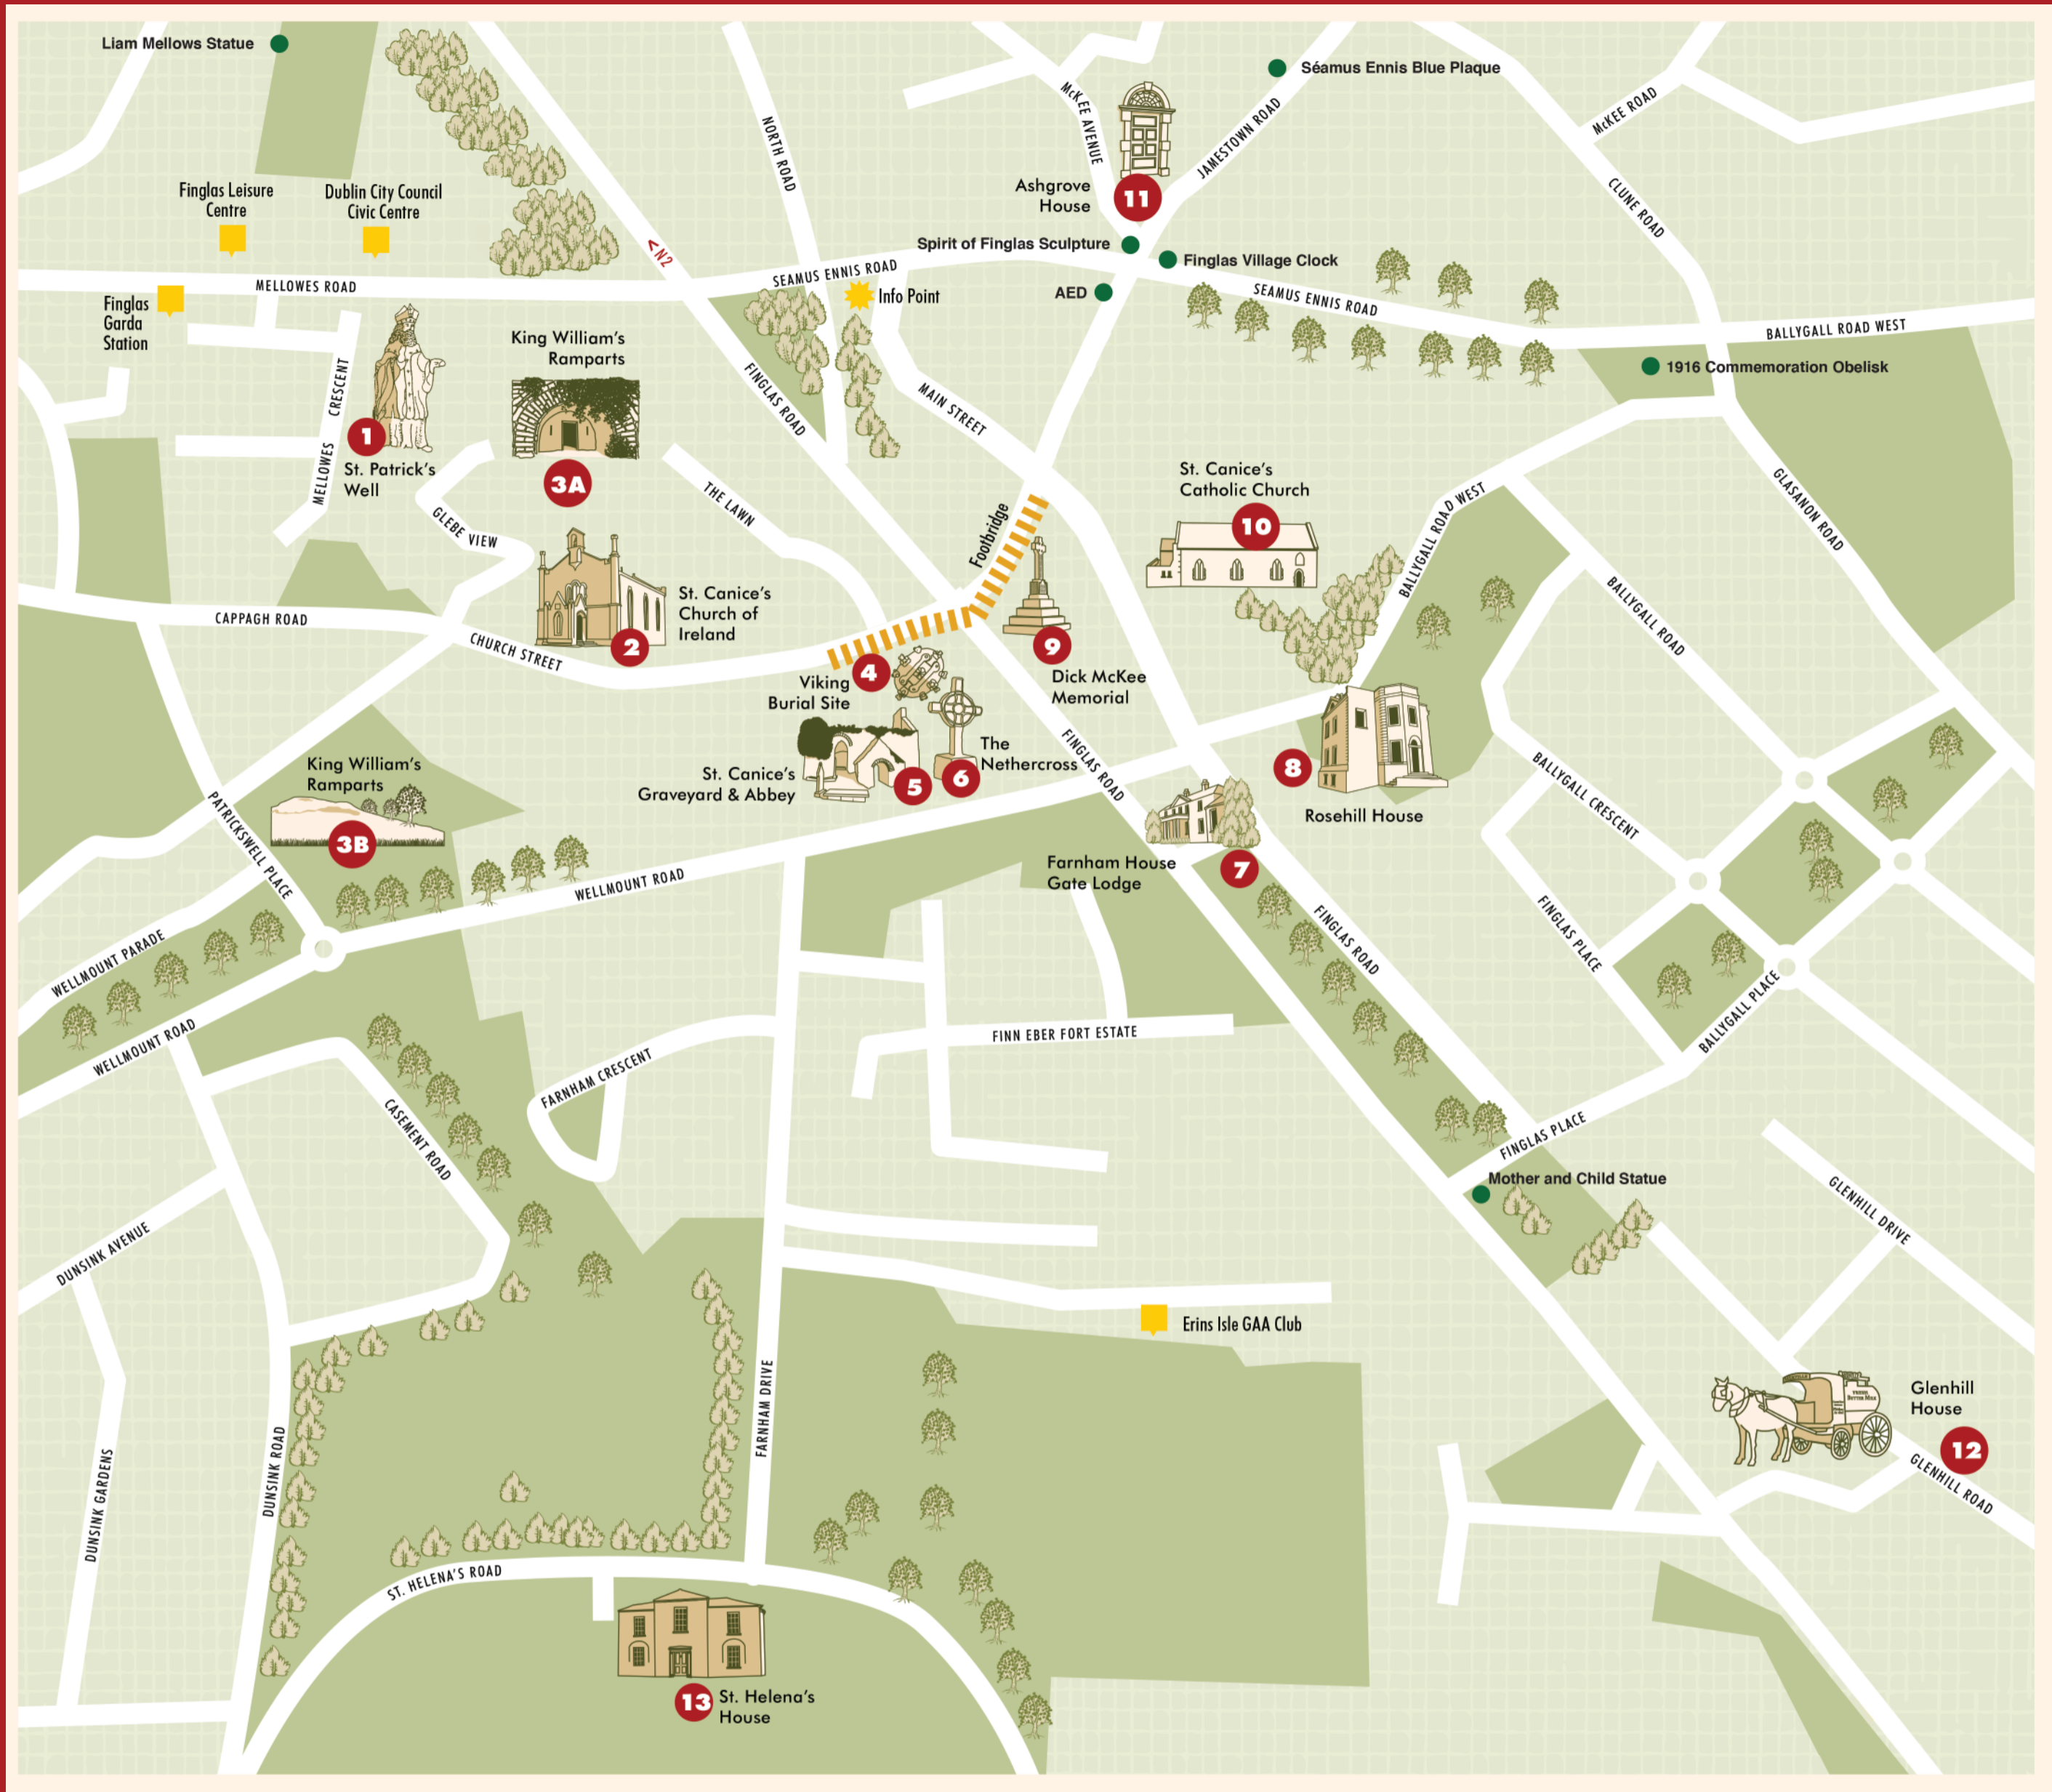 Liam Mellows Statue
Séamus Ennis Blue Plaque
McKEE AVENUE
McKEE ROAD
NORTH ROAD
JAMESTOWN ROAD
Finglas Leisure
Centre
Dublin City Council
Civic Centre
Ashgrove
House
11
CLUNE ROAD
< N2
Spirit of Finglas Sculpture
Finglas Village Clock
SEAMUS ENNIS ROAD
MELLOWES ROAD
Info Point
AED
SEAMUS ENNIS ROAD
Finglas
Garda
Station
BALLYGALL ROAD WEST
King William's
Ramparts
1916 Commemoration Obelisk
MELLOWES CRESCENT
FINGLAS ROAD
MAIN STREET
1
St. Patrick's
Well
3A
St. Canice's
Catholic Church
10
THE LAWN
GLEBE VIEW
Footbridge
BALLYGALL ROAD WEST
GLASANON ROAD
St. Canice's
Church of
Ireland
2
BALLYGALL ROAD
CAPPAGH ROAD
CHURCH STREET
9
Dick McKee
Memorial
4
Viking
Burial Site
The
Nethercross
6
St. Canice's
Graveyard & Abbey
5
FINGLAS ROAD
8
Rosehill House
BALLYGALL CRESCENT
King William's
Ramparts
3B
PATRICKSWELL PLACE
WELLMOUNT ROAD
Farnham House
Gate Lodge
7
FINGLAS ROAD
FINGLAS PLACE
WELLMOUNT PARADE
WELLMOUNT ROAD
BALLYGALL PLACE
FINN EBER FORT ESTATE
FARNHAM CRESCENT
CASEMENT ROAD
FINGLAS PLACE
Mother and Child Statue
GLENHILL DRIVE
DUNSINK AVENUE
Erins Isle GAA Club
FARNHAM DRIVE
FRESH
BUTTER MILK
Glenhill
House
12
GLENHILL ROAD
DUNSINK ROAD
DUNSINK GARDENS
ST. HELENA'S ROAD
13
St. Helena's
House